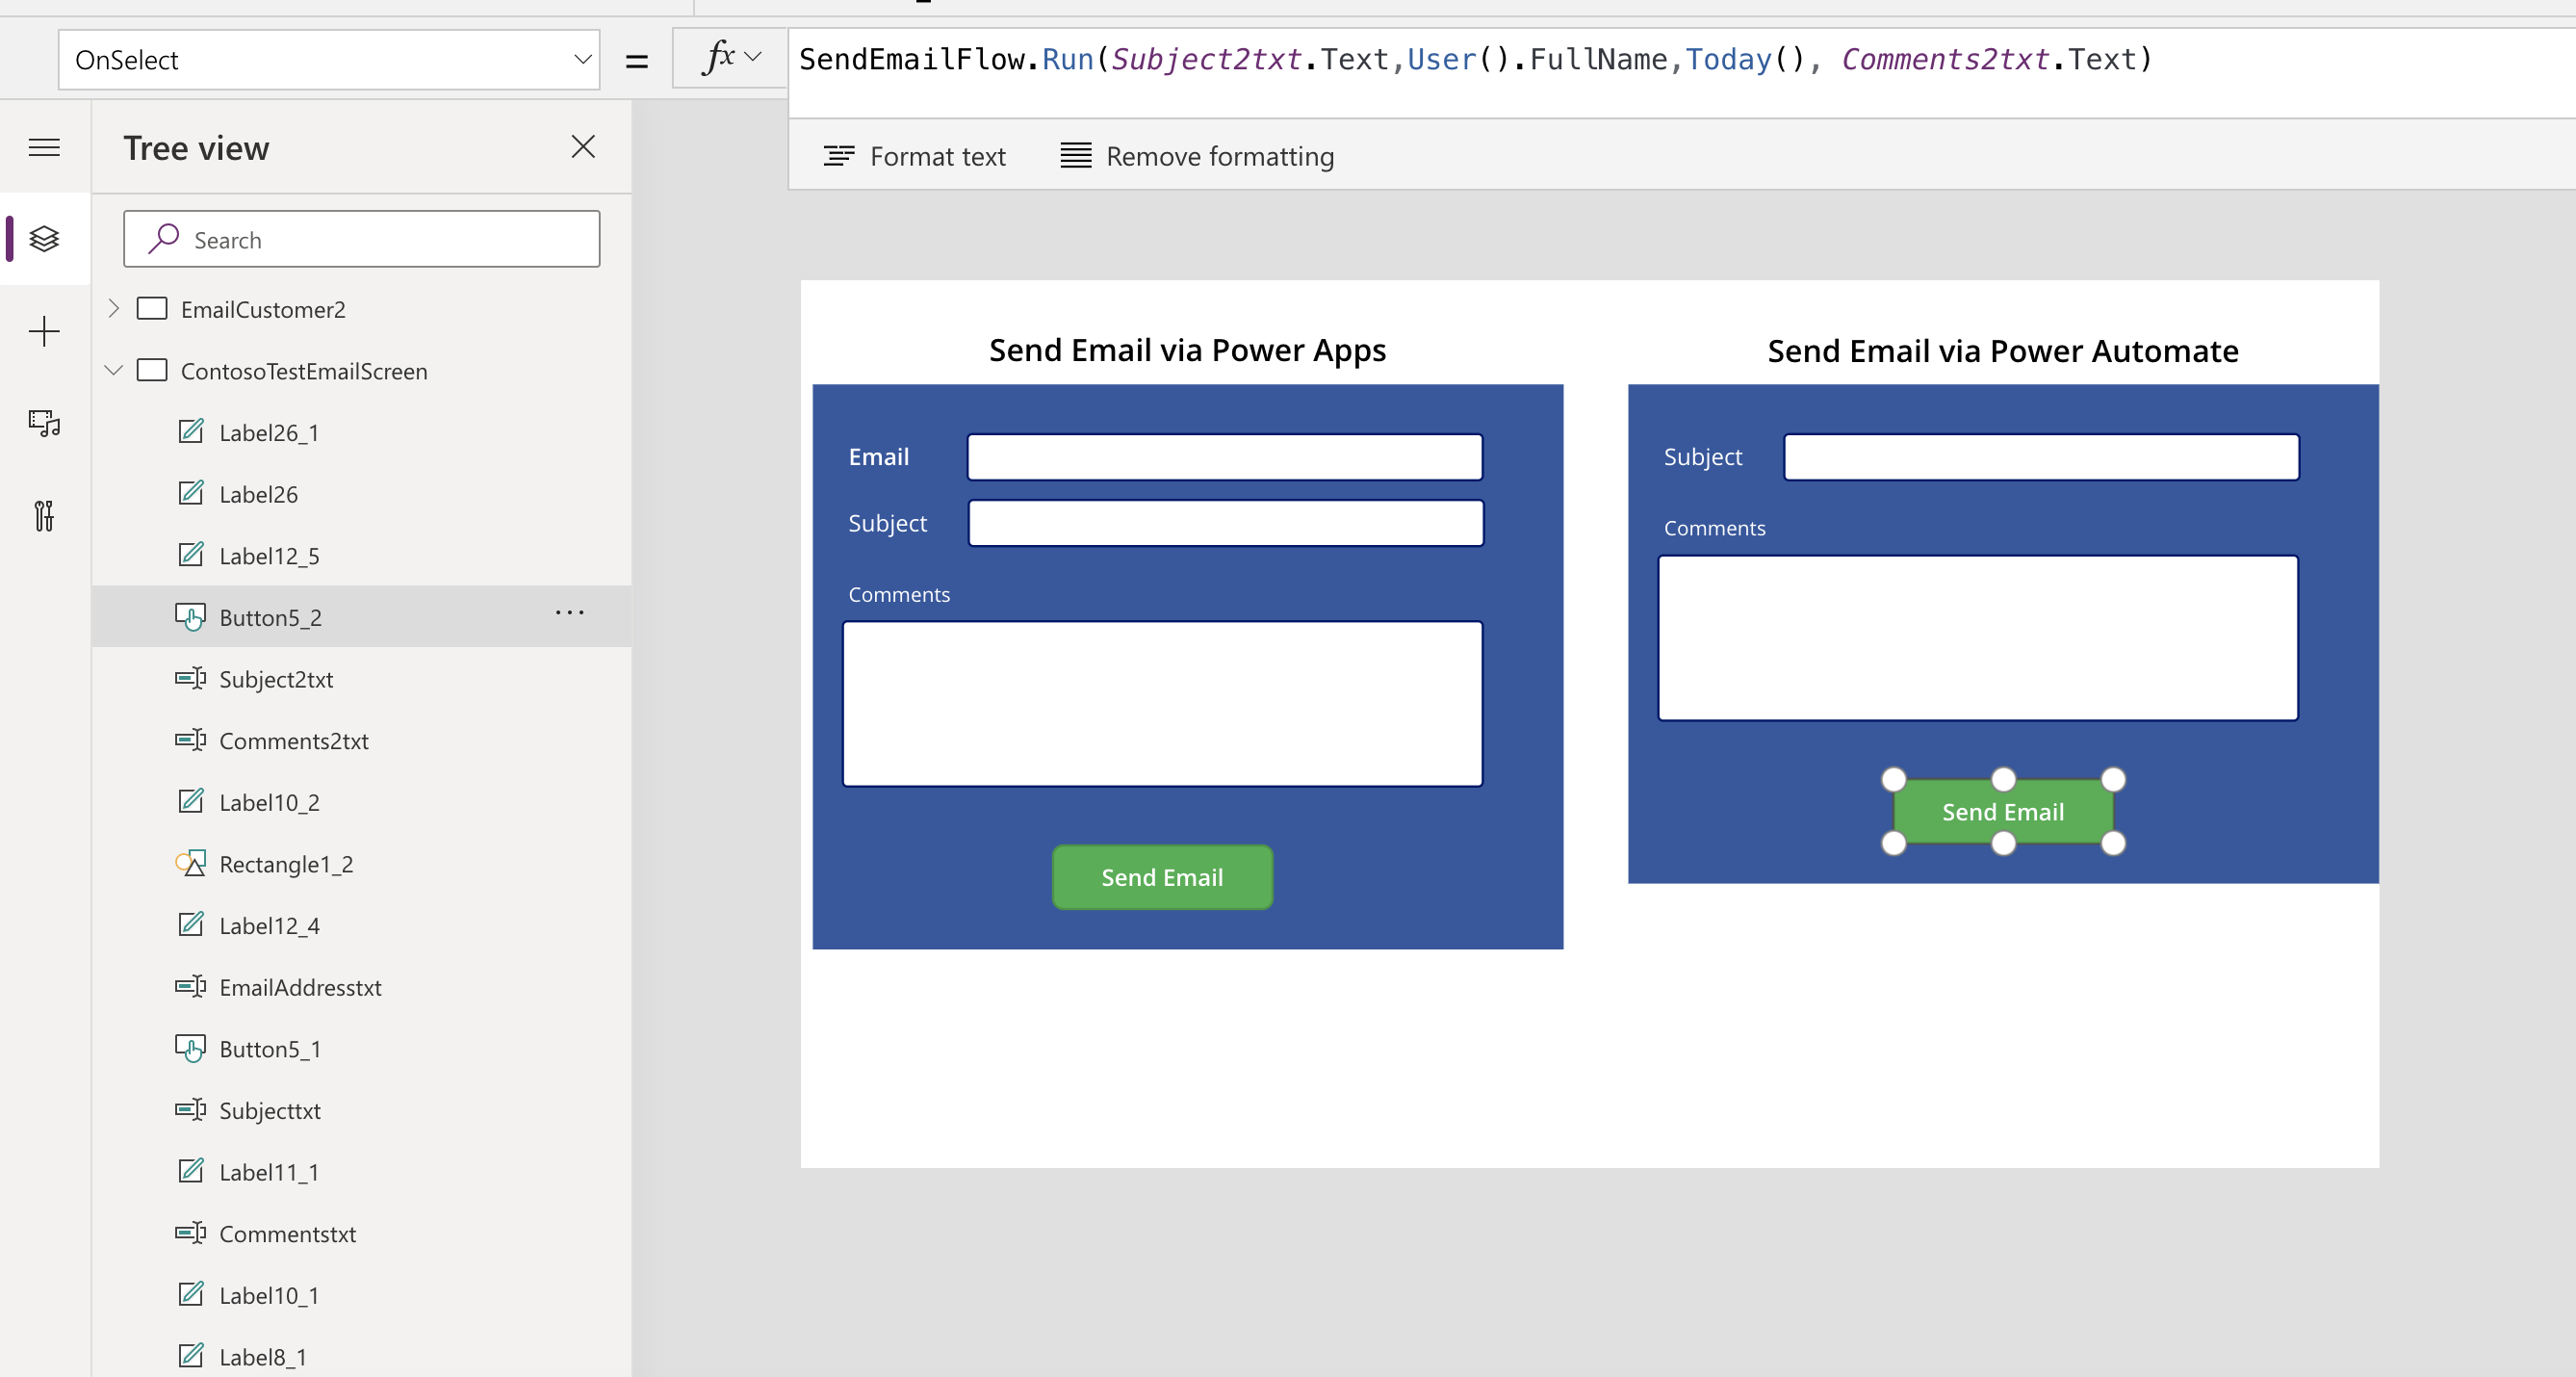 OnSelect
=
fx
SendEmailFlow.Run(Subject2txt.Text,User().FullName,Today(), Comments2txt.Text)
Format text
Remove formatting
Tree view
Search
EmailCustomer2
ContosoTestEmailScreen
Label26_1
Label26
Label12_5
Button5_2
...
Subject2txt
Comments2txt
Label10_2
Rectangle1_2
Label12_4
EmailAddresstxt
Button5_1
Subjecttxt
Label11_1
Commentstxt
Label10_1
Label8_1
Send Email via Power Apps
Email
Subject
Comments
Send Email
Send Email via Power Automate
Subject
Comments
Send Email